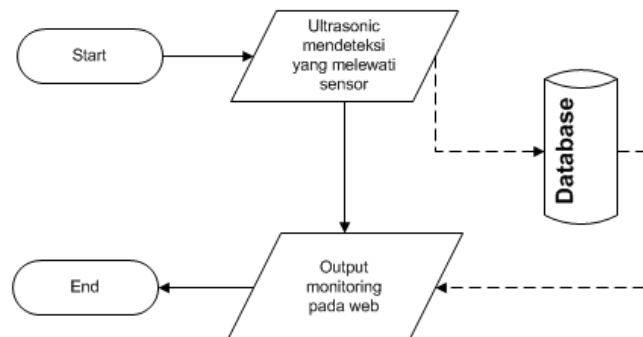 Start
Ultrasonic
mendeteksi
yang melewati
sensor
Database
Output
monitoring
pada web
End